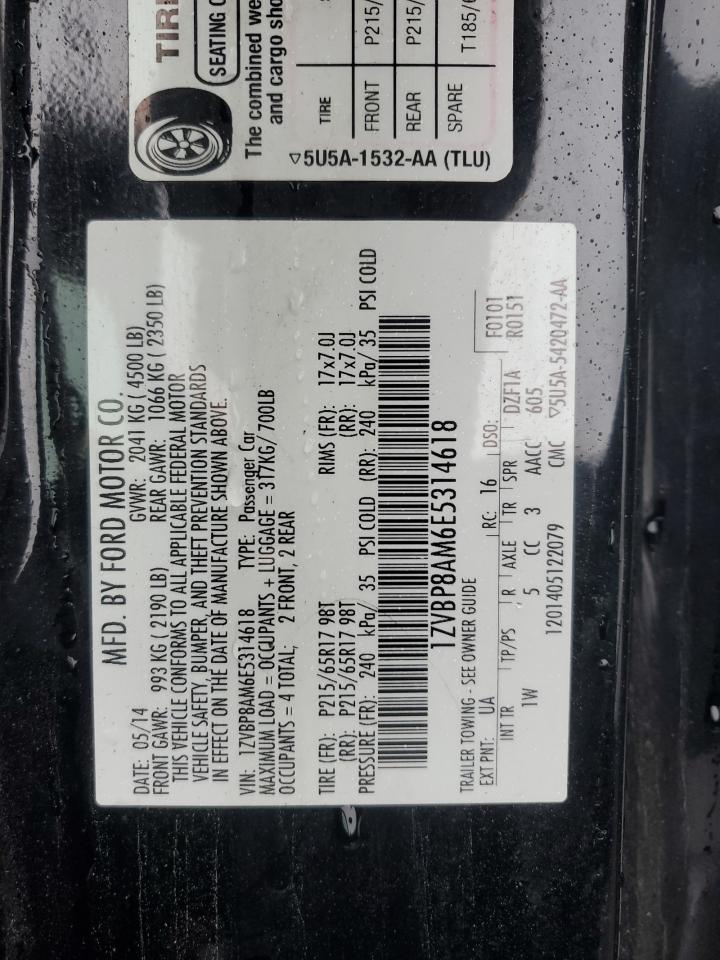 MFD. BY FORD MOTOR CO.
DATE: 05/14 GVWR: 2041 KG ( 4500 LB)
FRONT GAWR: 993 KG ( 2190 LB) REAR GAWR: 1066 KG ( 2350 LB)
THIS VEHICLE CONFORMS TO ALL APPLICABLE FEDERAL MOTOR
VEHICLE SAFETY, BUMPER, AND THEFT PREVENTION STANDARDS
IN EFFECT ON THE DATE OF MANUFACTURE SHOWN ABOVE.
VIN: 1ZVBP8AM6E5314618 TYPE: Passenger Car
MAXIMUM LOAD = OCCUPANTS + LUGGAGE = 317KG/ 700LB
OCCUPANTS = 4 TOTAL; 2 FRONT, 2 REAR
TIRE (FR): P215/65R17 98T RIMS (FR): 17x7.0J
(RR): P215/65R17 98T (RR): 17x7.0J
PRESSURE (FR): 240 kPa/ 35 PSI COLD (RR): 240 kPa/ 35 PSI COLD
1ZVBP8AM6E5314618
TRAILER TOWING - SEE OWNER GUIDE
EXT PNT: UA RC: 16 DSO: F0101
R0151
INT TR TP/PS R AXLE TR SPR DZF1A
1W 5 CC 3 AACC 605
1201405122079 CMC ▽5U5A-5420472-AA
TIRE
SEATING C
The combined we
and cargo sho
TIRE
FRONT P215/
REAR P215/
SPARE T185/6
▽5U5A-1532-AA (TLU)